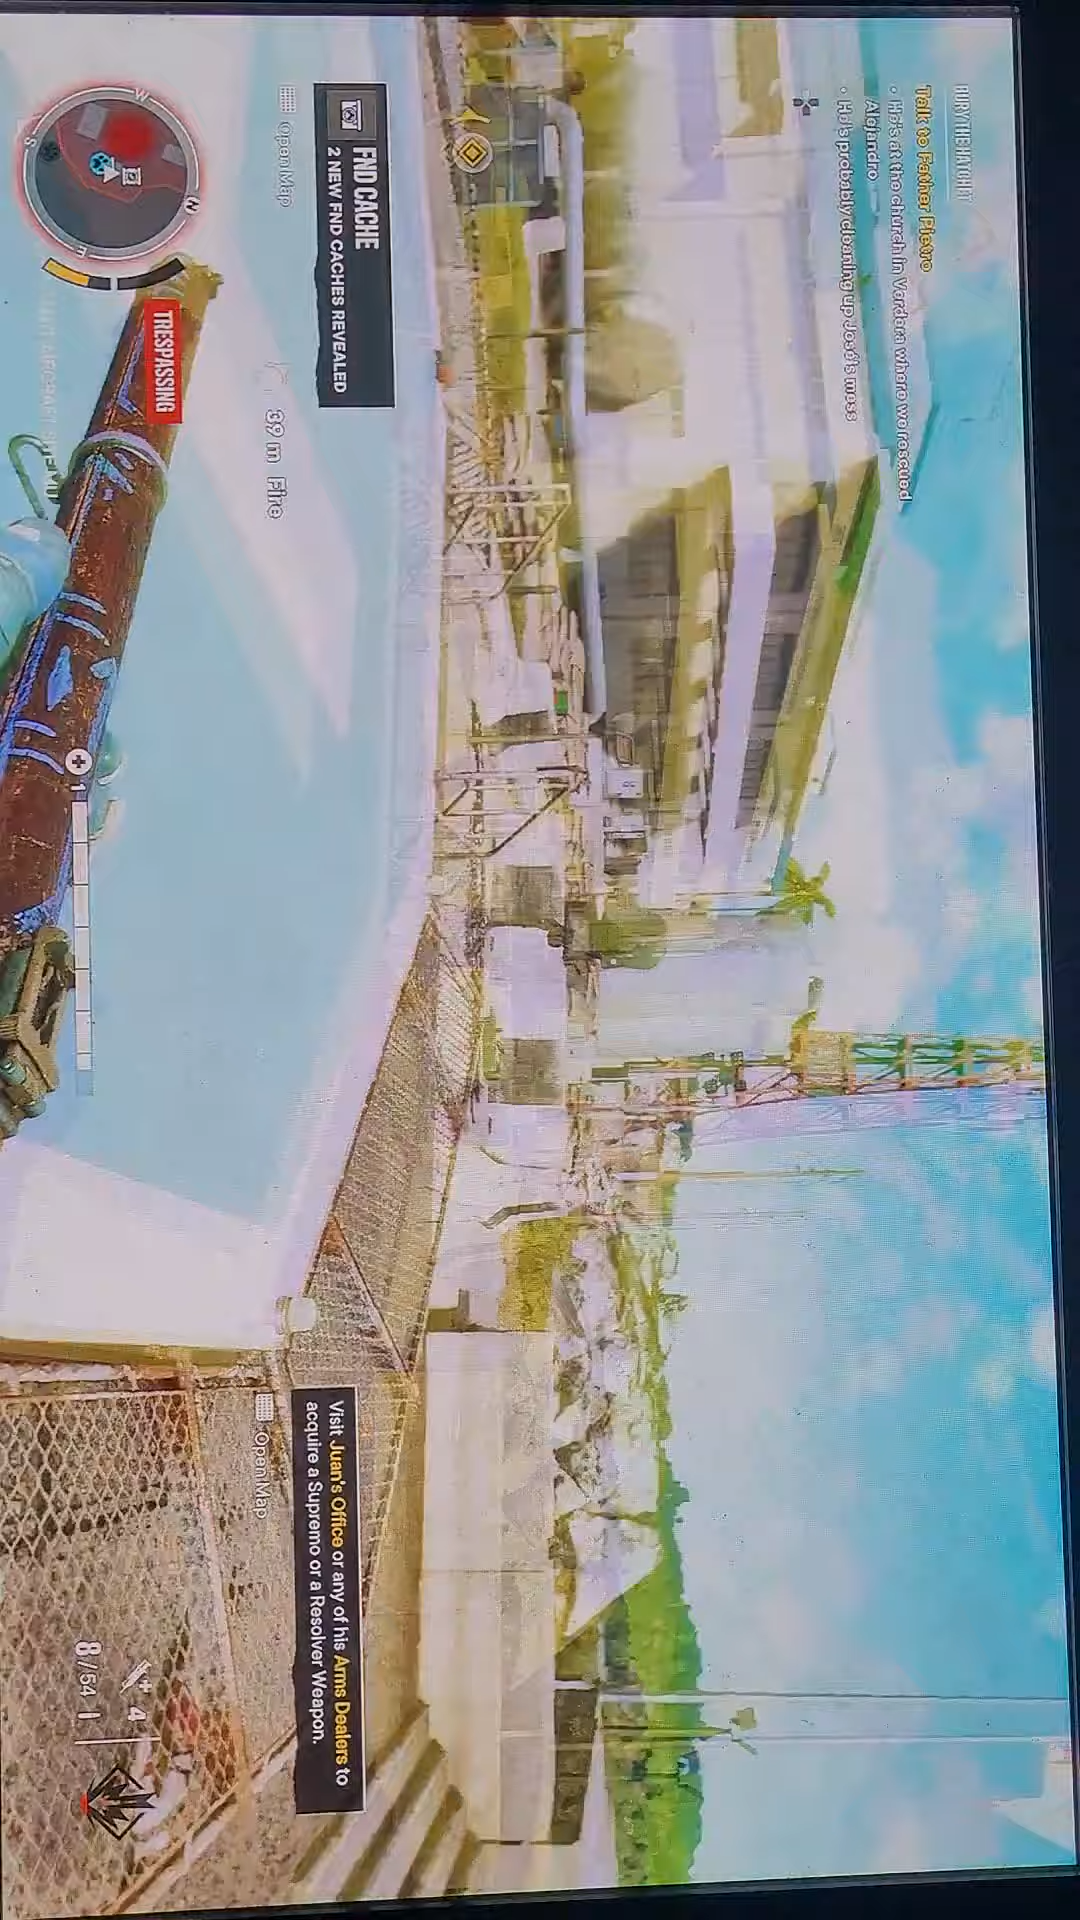 BURY THE HATCHET
Talk to Father Pietro
• He's at the church in Verdera where we rescued
Alejandro
• He's probably cleaning up José's mess
FND CACHE
2 NEW FND CACHES REVEALED
Open Map
39 m Fire
TRESPASSING
W
N
S
E
1
Visit Juan's Office or any of his Arms Dealers to
acquire a Supremo or a Resolver Weapon.
Open Map
4
8/54